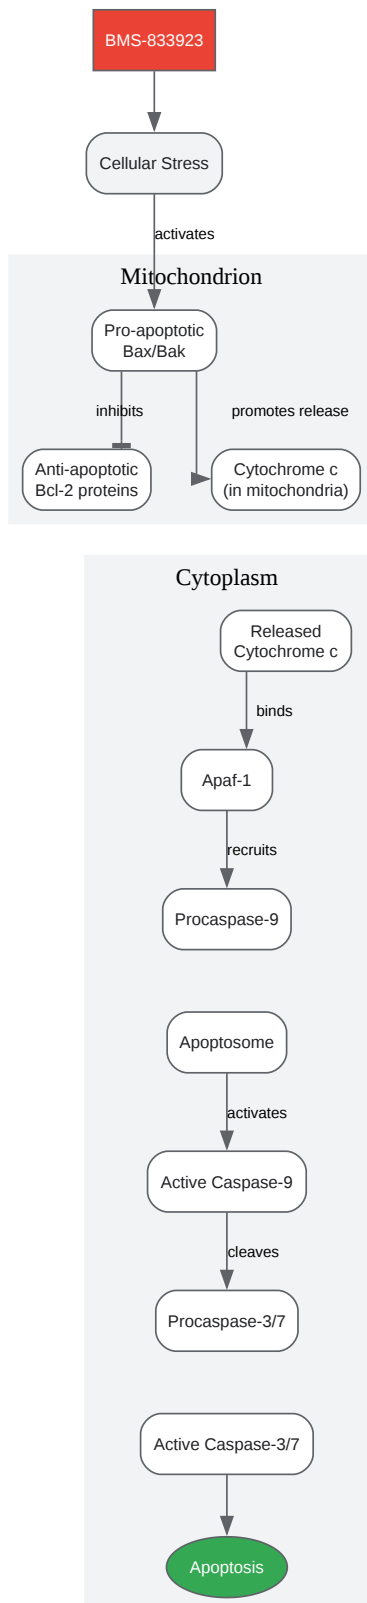 BMS-833923
Cellular Stress
activates
Mitochondrion
Pro-apoptotic
Bax/Bak
inhibits
promotes release
Anti-apoptotic
Bcl-2 proteins
Cytochrome c
(in mitochondria)
Cytoplasm
Released
Cytochrome c
binds
Apaf-1
recruits
Procaspase-9
Apoptosome
activates
Active Caspase-9
cleaves
Procaspase-3/7
Active Caspase-3/7
Apoptosis